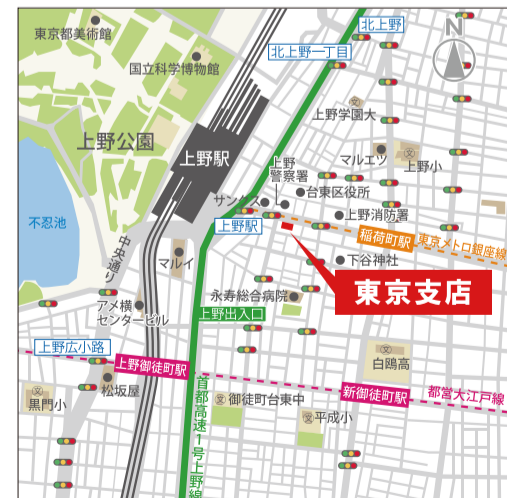 北上野
N
東京都美術館
北上野一丁目
国立科学博物館
上野学園大
文
上野公園
上野駅
マルエツ
文
上野小
上野
警察署
台東区役所
サンクス
上野消防署
不忍池
上野駅
稲荷町駅
東京メトロ銀座線
中央通り
マルイ
下谷神社
東京支店
永寿総合病院
アメ横
センタービル
上野出入口
上野広小路
上野御徒町駅
白鴎高
文
松坂屋
首都高速1号上野線
新御徒町駅
都営大江戸線
文
黒門小
文
御徒町台東中
文
平成小